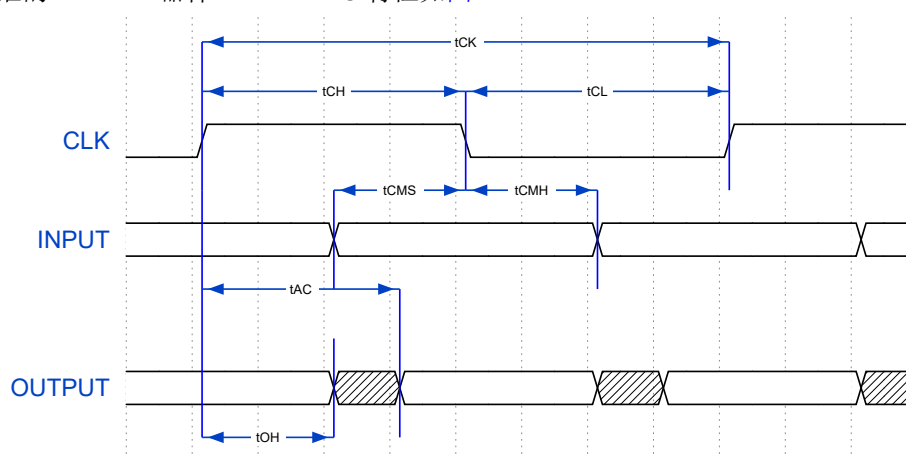 tCK
tCH
tCL
CLK
tCMS
tCMH
INPUT
tAC
OUTPUT
tOH